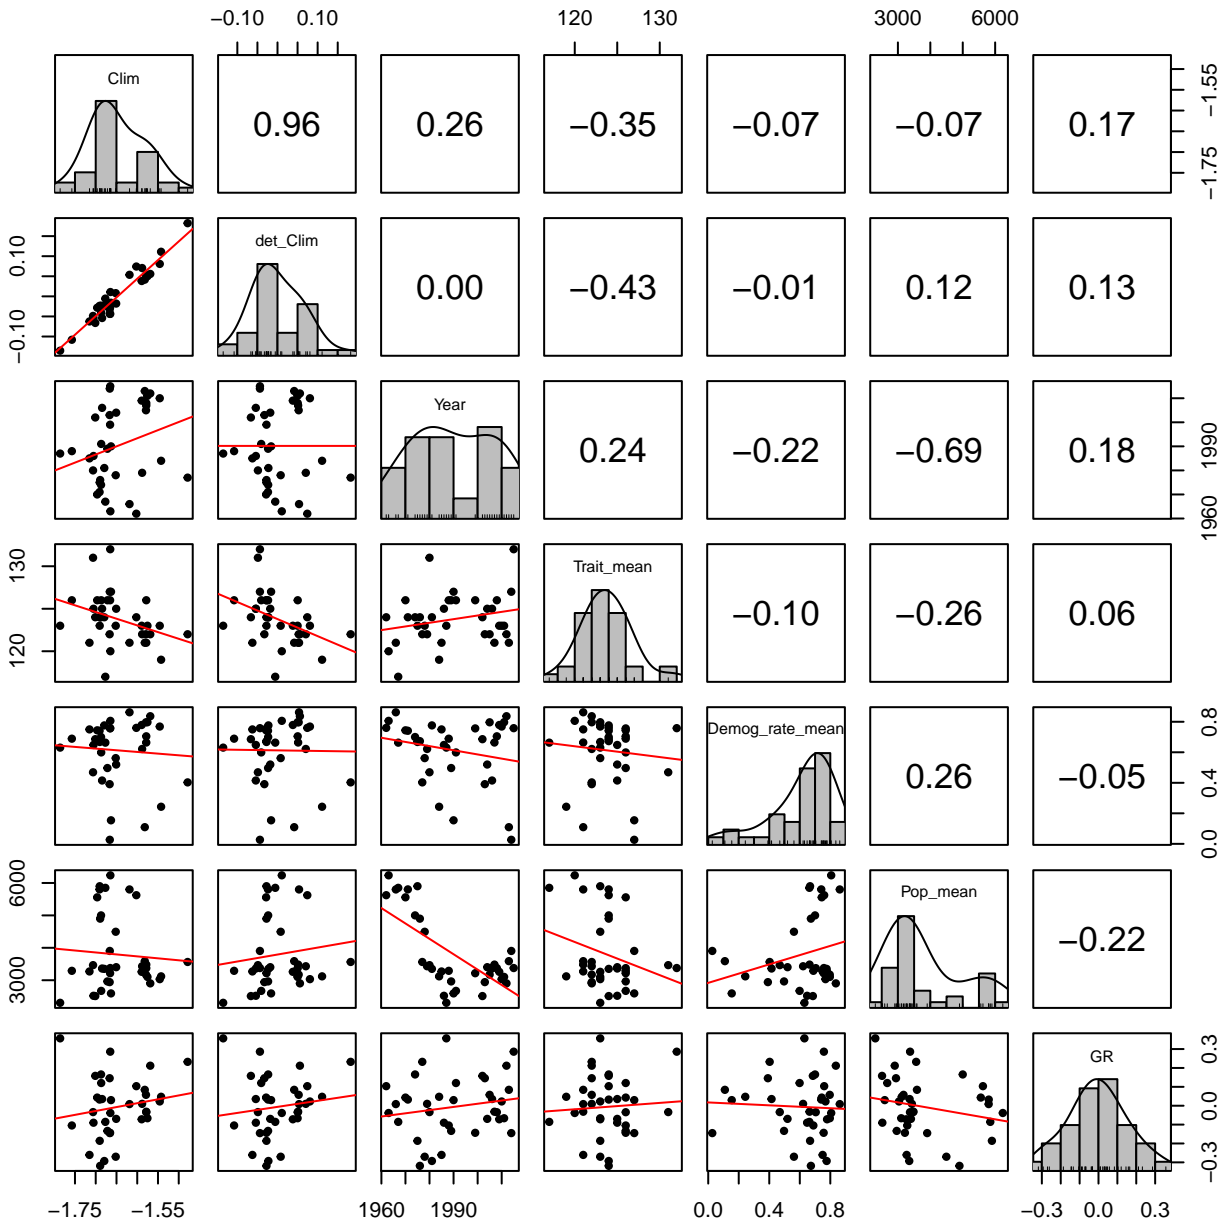 −0.10 0.10 120 130 3000 6000
Clim 0.96 0.26 −0.35 −0.07 −0.07 0.17 −1.75 −1.55
−0.10 0.10 det_Clim 0.00 −0.43 −0.01 0.12 0.13
Year 0.24 −0.22 −0.69 0.18 1960 1990
120 130 Trait_mean −0.10 −0.26 0.06
Demog_rate_mean 0.26 −0.05 0.0 0.4 0.8
3000 6000 Pop_mean −0.22
GR −0.3 0.0 0.3
−1.75 −1.55 1960 1990 0.0 0.4 0.8 −0.3 0.0 0.3